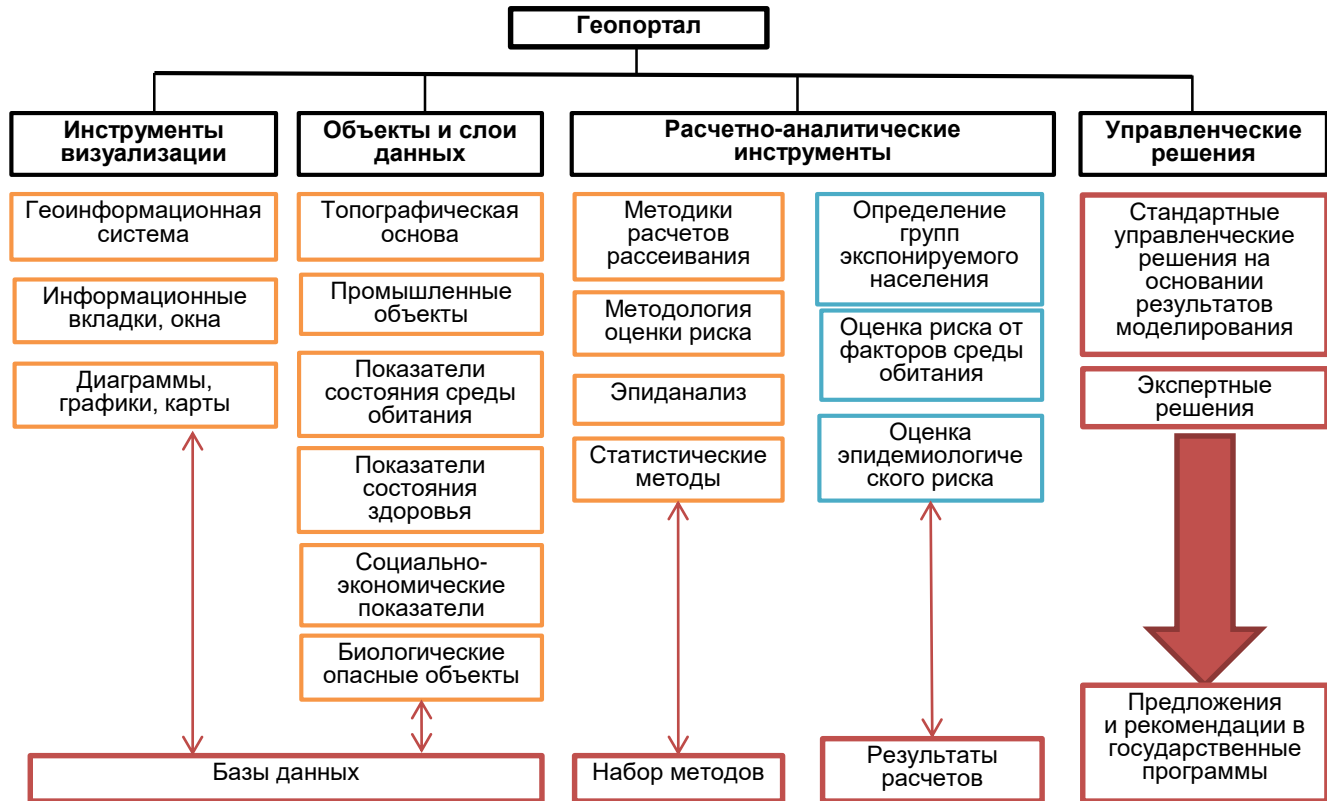 Геопортал
Инструменты
визуализации
Геоинформационная
система
Информационные
вкладки, окна
Диаграммы,
графики, карты
Объекты и слои
данных
Топографическая
основа
Промышленные
объекты
Показатели
состояния среды
обитания
Показатели
состояния
здоровья
Социально-
экономические
показатели
Биологические
опасные объекты
Базы данных
Расчетно-аналитические
инструменты
Методики
расчетов
рассеивания
Методология
оценки риска
Эпиданализ
Статистические
методы
Набор методов
Определение
групп
экспонируемого
населения
Оценка риска от
факторов среды
обитания
Оценка
эпидемиологиче
ского риска
Результаты
расчетов
Управленческие
решения
Стандартные
управленческие
решения на
основании
результатов
моделирования
Экспертные
решения
Предложения
и рекомендации в
государственные
программы